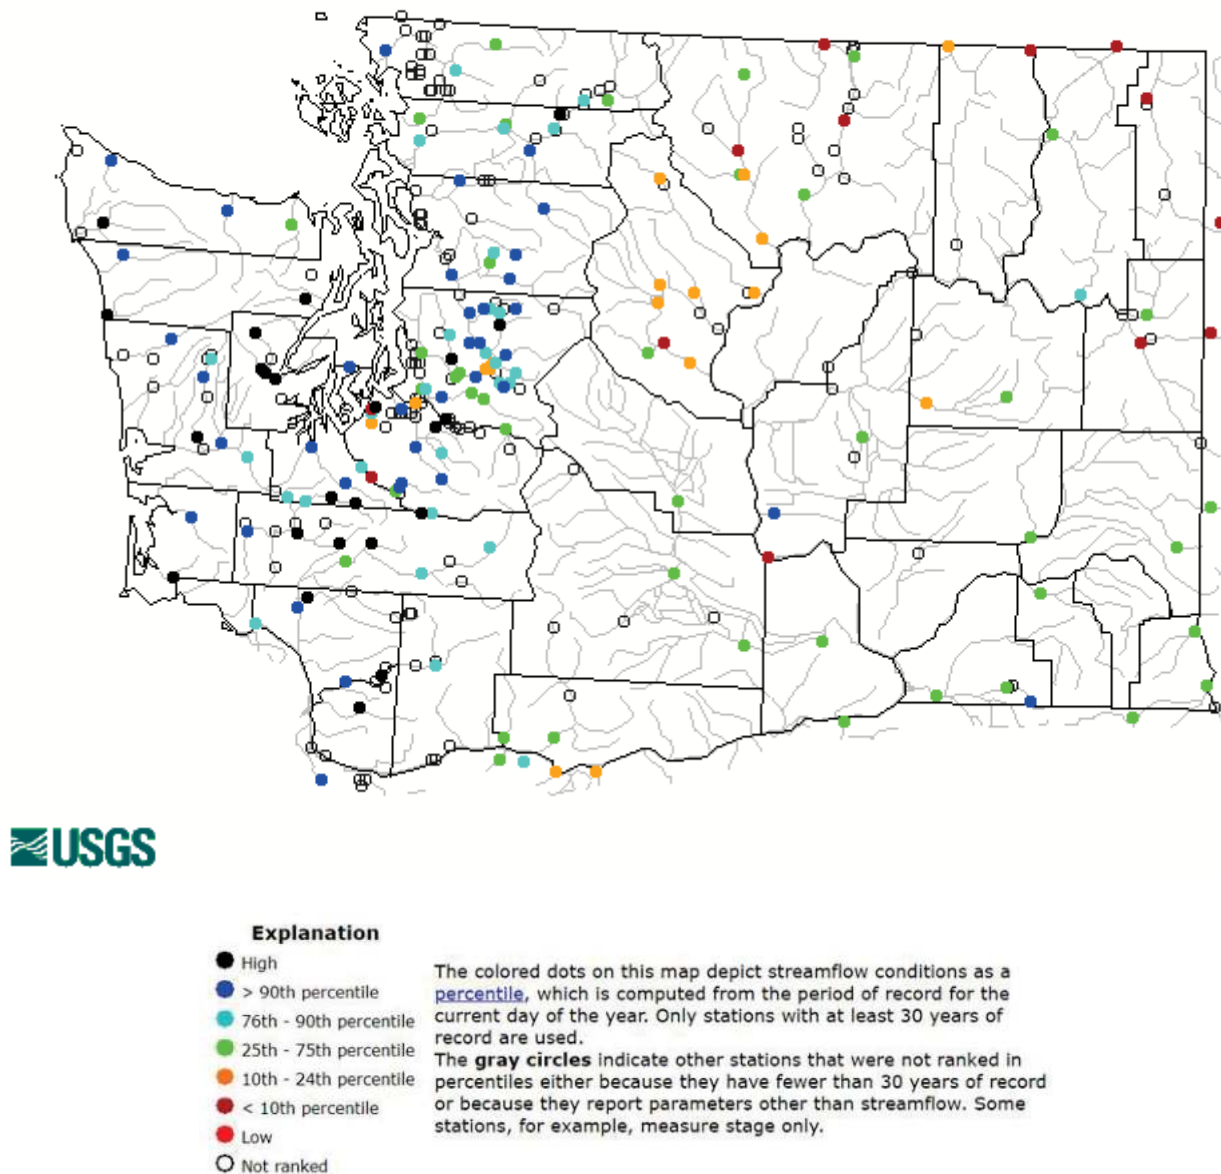 USGS
Explanation
High
> 90th percentile
76th - 90th percentile
25th - 75th percentile
10th - 24th percentile
< 10th percentile
Low
Not ranked
The colored dots on this map depict streamflow conditions as a
percentile, which is computed from the period of record for the
current day of the year. Only stations with at least 30 years of
record are used.
The gray circles indicate other stations that were not ranked in
percentiles either because they have fewer than 30 years of record
or because they report parameters other than streamflow. Some
stations, for example, measure stage only.